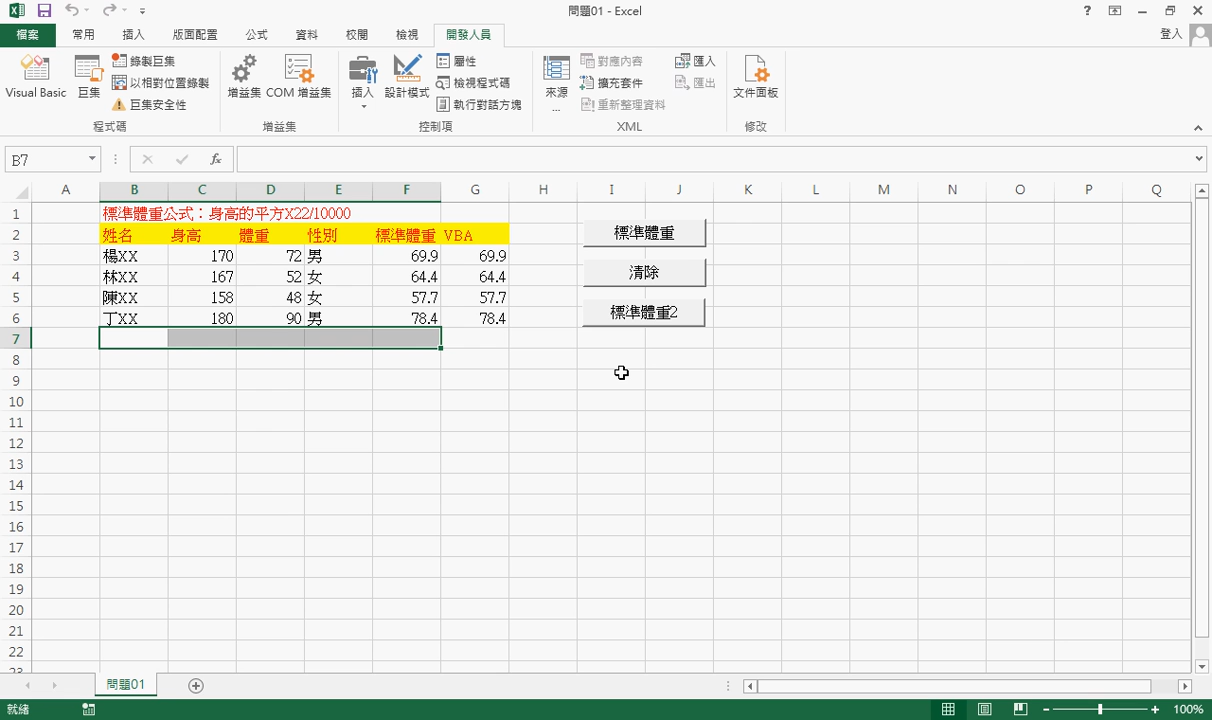 問題01 - Excel
檔案 常用 插入 版面配置 公式 資料 校閱 檢視 開發人員 登入
Visual Basic 巨集 錄製巨集 以相對位置錄製 巨集安全性 程式碼
增益集 COM 增益集 增益集
插入 設計模式 屬性 檢視程式碼 執行對話方塊 控制項
來源 ... 對應內容 擴充套件 重新整理資料 匯入 匯出 XML
文件面板 修改
B7 fx
A B C D E F G H I J K L M N O P Q
1 標準體重公式：身高的平方X22/10000
2 姓名 身高 體重 性別 標準體重 VBA 標準體重
3 楊XX 170 72 男 69.9 69.9
4 林XX 167 52 女 64.4 64.4 清除
5 陳XX 158 48 女 57.7 57.7
6 丁XX 180 90 男 78.4 78.4 標準體重2
7
8
9
10
11
12
13
14
15
16
17
18
19
20
21
22
23
問題01
就緒 100%